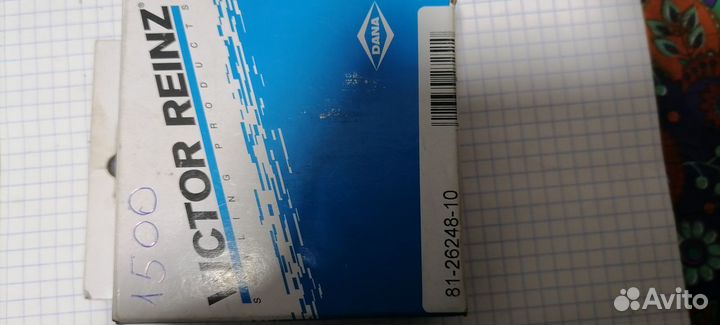 1500
VICTOR REINZ
SEALING PRODUCTS
DANA
81-26248-10
Avito